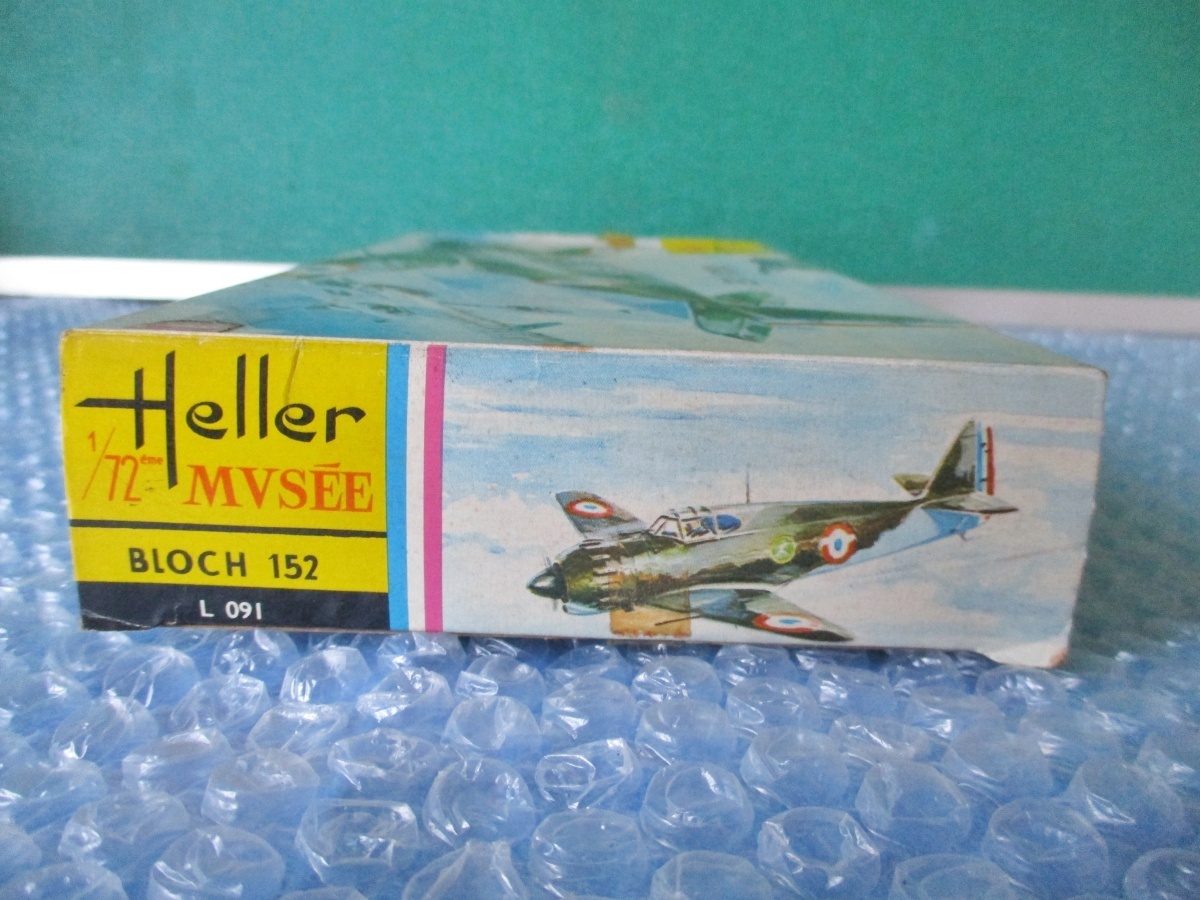 Heller
1/72ème MVSÉE
BLOCH 152
L 091